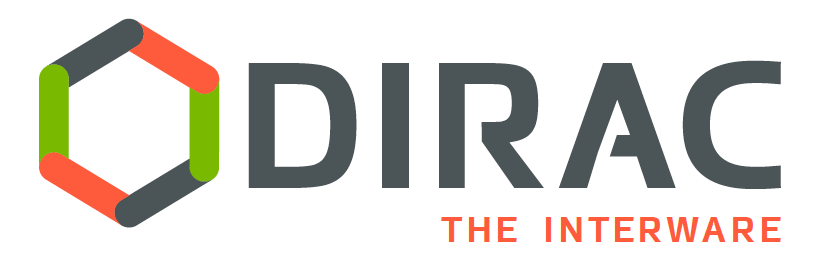 DIRAC
THE INTERWARE